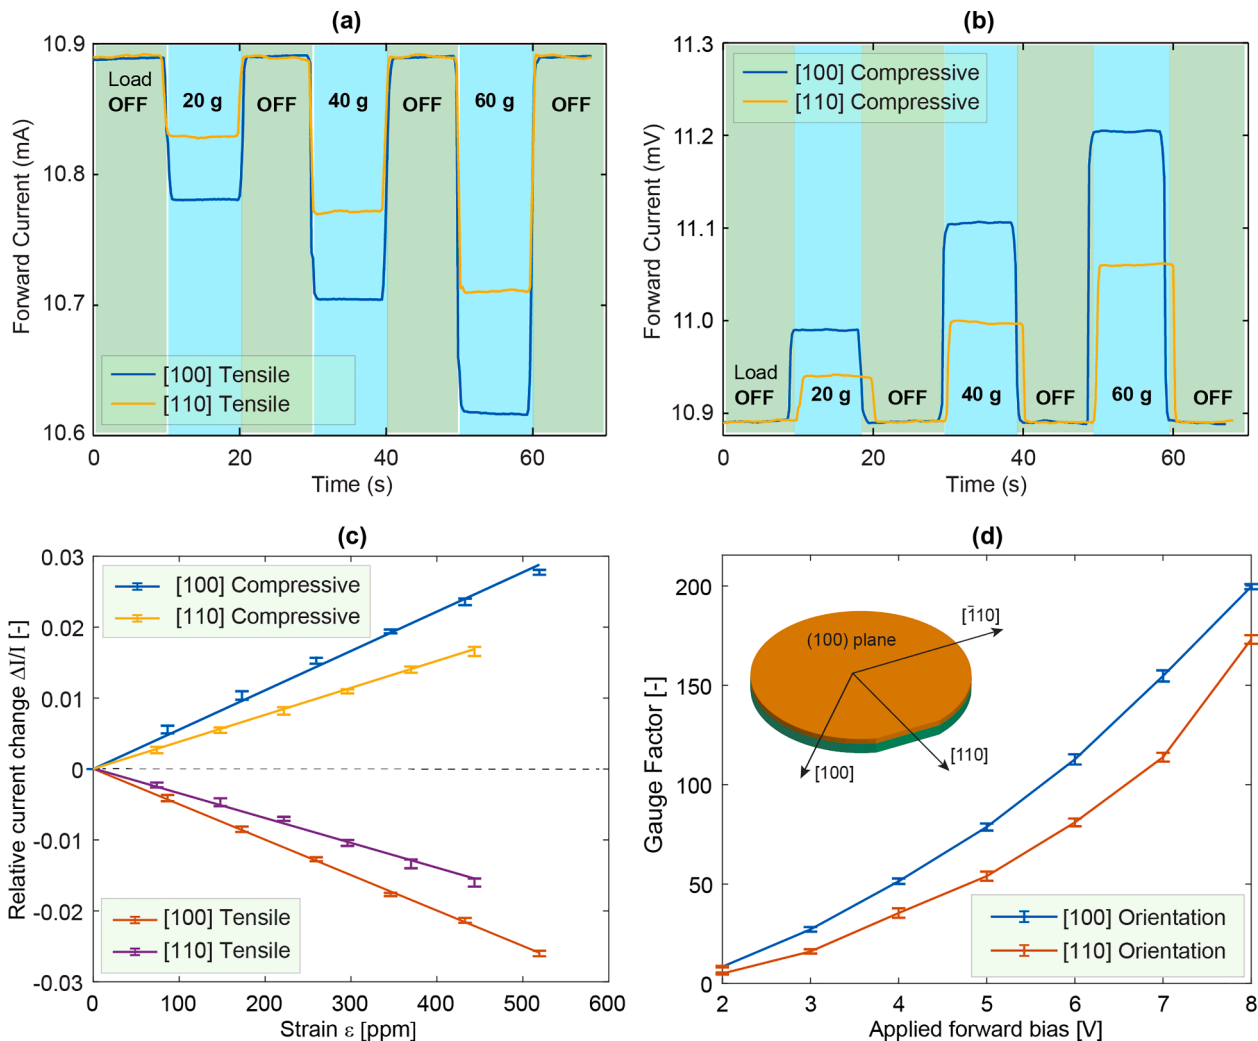 (a)
10.9
10.8
10.7
10.6
Forward Current (mA)
Load
OFF
20 g
OFF
40 g
OFF
60 g
OFF
[100] Tensile
[110] Tensile
0
20
40
60
Time (s)
(b)
11.3
11.2
11.1
11.0
10.9
Forward Current (mV)
[100] Compressive
[110] Compressive
Load
OFF
20 g
OFF
40 g
OFF
60 g
OFF
0
20
40
60
Time (s)
(c)
0.03
0.02
0.01
0
-0.01
-0.02
-0.03
Relative current change ΔI/I [-]
[100] Compressive
[110] Compressive
[100] Tensile
[110] Tensile
0
100
200
300
400
500
600
Strain ε [ppm]
(d)
200
150
100
50
0
Gauge Factor [-]
(100) plane
[1̄10]
[110]
[100]
[100] Orientation
[110] Orientation
2
3
4
5
6
7
8
Applied forward bias [V]